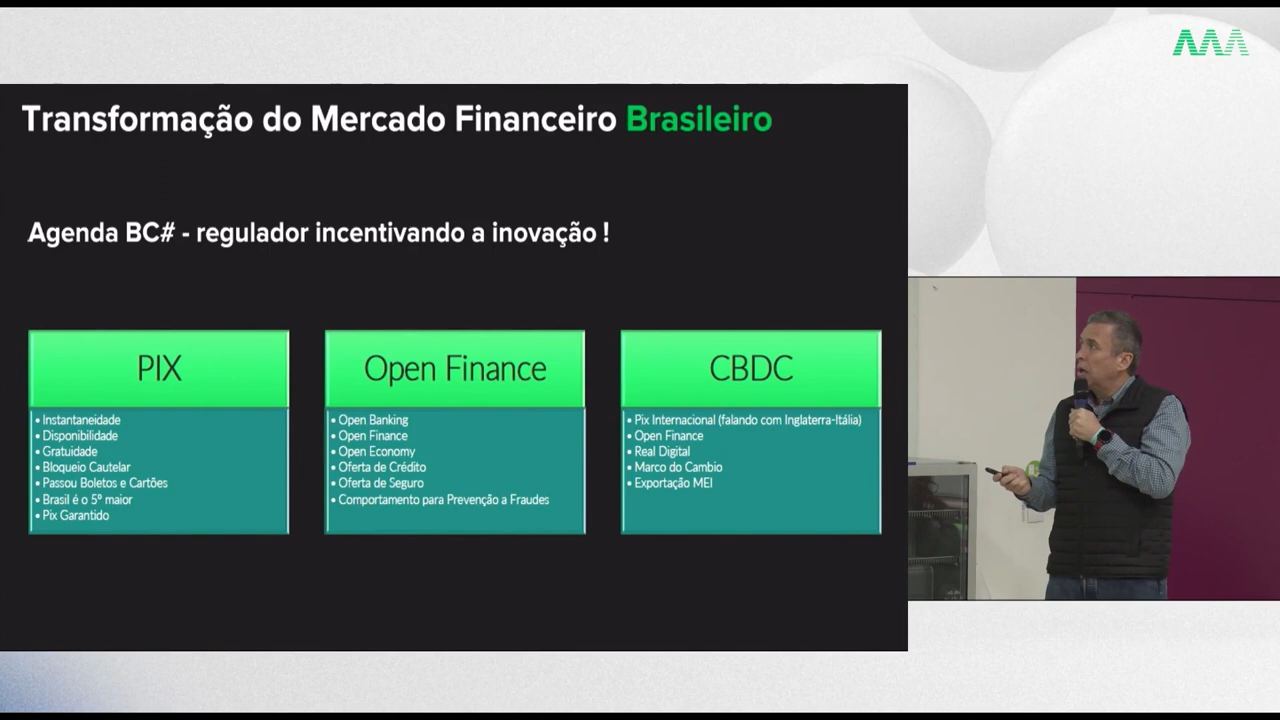 Transformação do Mercado Financeiro Brasileiro
Agenda BC# - regulador incentivando a inovação !
PIX
• Instantaneidade
• Disponibilidade
• Gratuidade
• Bloqueio Cautelar
• Passou Boletos e Cartões
• Brasil é o 5º maior
• Pix Garantido
Open Finance
• Open Banking
• Open Finance
• Open Economy
• Oferta de Crédito
• Oferta de Seguro
• Comportamento para Prevenção a Fraudes
CBDC
• Pix Internacional (falando com Inglaterra-Itália)
• Open Finance
• Real Digital
• Marco do Cambio
• Exportação MEI